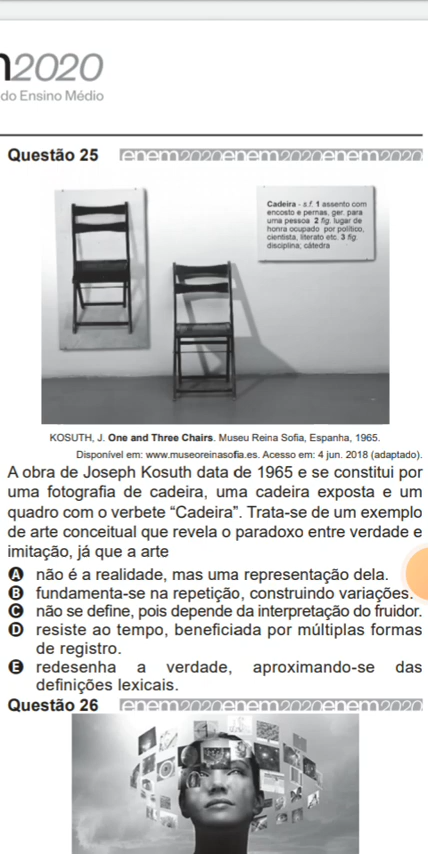 n2020
do Ensino Médio
Questão 25 enem2020enem2020enem2020
Cadeira - s.f. 1 assento com
encosto e pernas, ger. para
uma pessoa 2 fig. lugar de
honra ocupado por político,
cientista, literato etc. 3 fig.
disciplina; cátedra
KOSUTH, J. One and Three Chairs. Museu Reina Sofia, Espanha, 1965.
Disponível em: www.museoreinasofia.es. Acesso em: 4 jun. 2018 (adaptado).
A obra de Joseph Kosuth data de 1965 e se constitui por
uma fotografia de cadeira, uma cadeira exposta e um
quadro com o verbete “Cadeira”. Trata-se de um exemplo
de arte conceitual que revela o paradoxo entre verdade e
imitação, já que a arte
A não é a realidade, mas uma representação dela.
B fundamenta-se na repetição, construindo variações.
C não se define, pois depende da interpretação do fruidor.
D resiste ao tempo, beneficiada por múltiplas formas
de registro.
E redesenha a verdade, aproximando-se das
definições lexicais.
Questão 26 enem2020enem2020enem2020